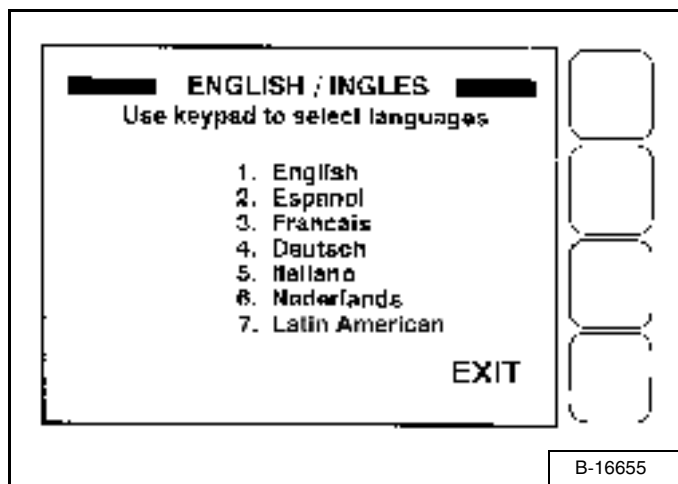 ENGLISH / INGLES
Use keypad to select languages
1. English
2. Espanol
3. Francais
4. Deutsch
5. Italiano
6. Nederlands
7. Latin American
EXIT
B-16655